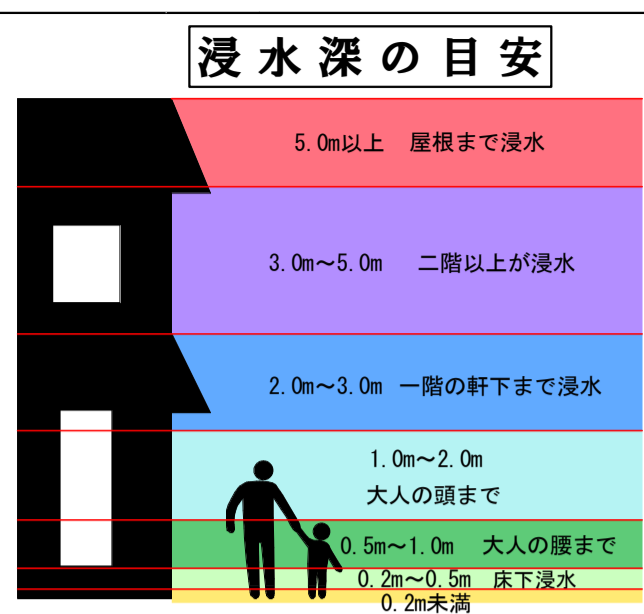 浸水深の目安
5.0m以上 屋根まで浸水
3.0m～5.0m 二階以上が浸水
2.0m～3.0m 一階の軒下まで浸水
1.0m～2.0m
大人の頭まで
0.5m～1.0m 大人の腰まで
0.2m～0.5m 床下浸水
0.2m未満